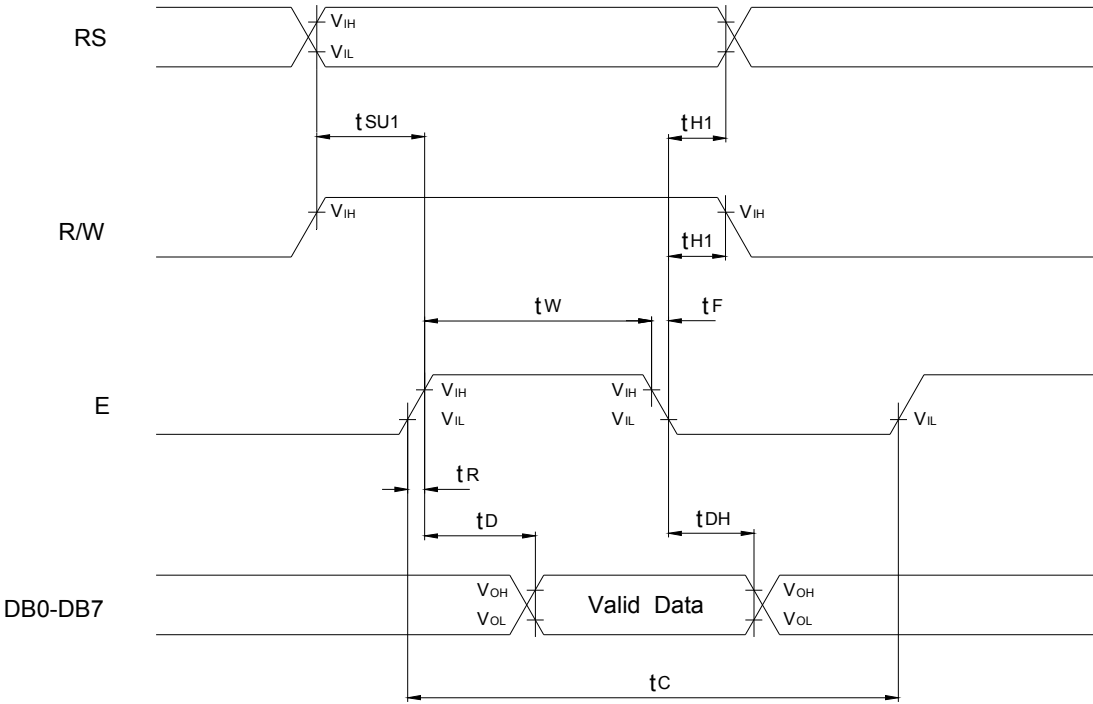 RS
VIH
VIL
tSU1
tH1
R/W
VIH
VIH
tH1
tW
tF
E
VIH
VIH
VIL
VIL
VIL
tR
tD
tDH
DB0-DB7
VOH
Valid Data
VOH
VOL
VOL
tC